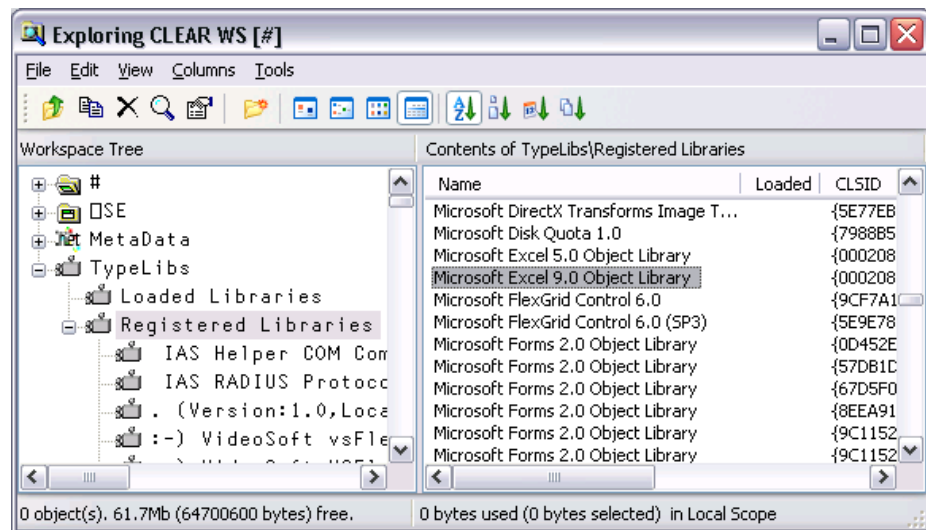 Exploring CLEAR WS [#]
File Edit View Columns Tools
Workspace Tree
Contents of TypeLibs\Registered Libraries
#
⎕SE
.Net MetaData
TypeLibs
Loaded Libraries
Registered Libraries
IAS Helper COM Com
IAS RADIUS Protoco
. (Version:1.0,Loca
:-) VideoSoft vsFle
Name Loaded CLSID
Microsoft DirectX Transforms Image T... {5E77EB
Microsoft Disk Quota 1.0 {7988B5
Microsoft Excel 5.0 Object Library {000208
Microsoft Excel 9.0 Object Library {000208
Microsoft FlexGrid Control 6.0 {9CF7A1
Microsoft FlexGrid Control 6.0 (SP3) {5E9E78
Microsoft Forms 2.0 Object Library {0D452E
Microsoft Forms 2.0 Object Library {57DB1D
Microsoft Forms 2.0 Object Library {67D5F0
Microsoft Forms 2.0 Object Library {8EEA91
Microsoft Forms 2.0 Object Library {9C1152
Microsoft Forms 2.0 Object Library {9C1152
0 object(s). 61.7Mb (64700600 bytes) free.
0 bytes used (0 bytes selected) in Local Scope